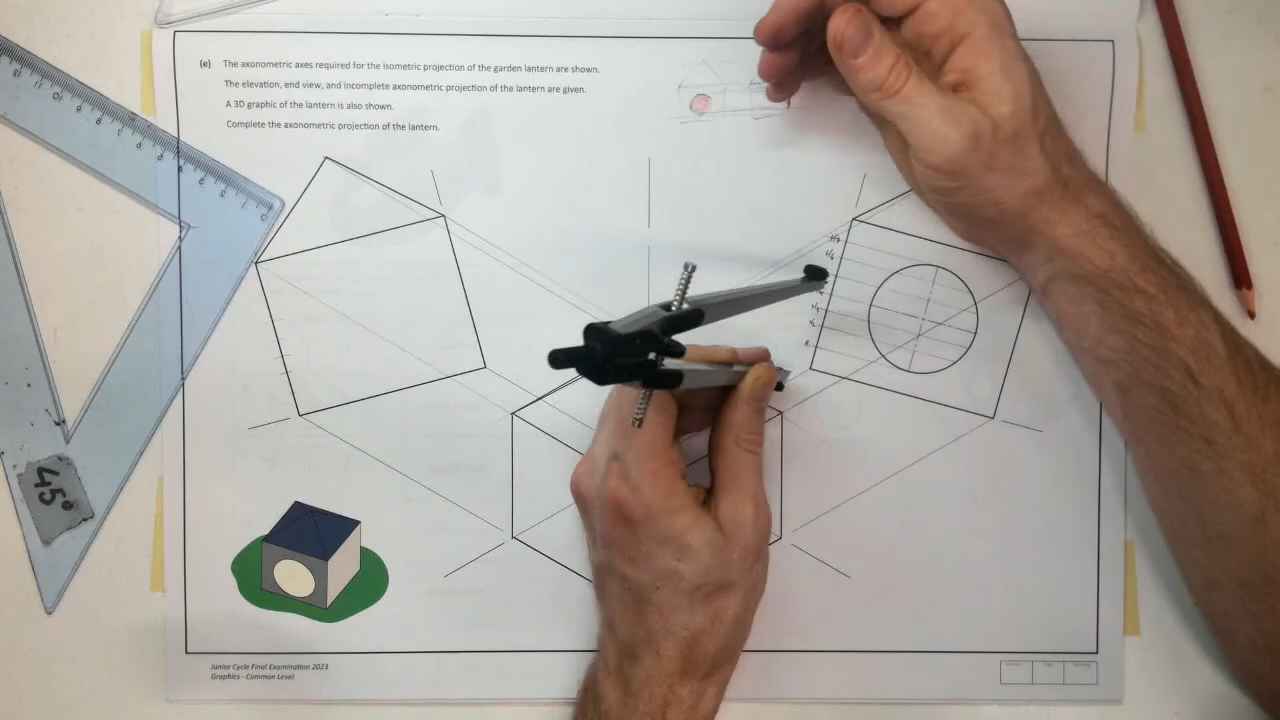 (e) The axonometric axes required for the isometric projection of the garden lantern are shown.
The elevation, end view, and incomplete axonometric projection of the lantern are given.
A 3D graphic of the lantern is also shown.
Complete the axonometric projection of the lantern.
45°
Junior Cycle Final Examination 2023
Graphics - Common Level